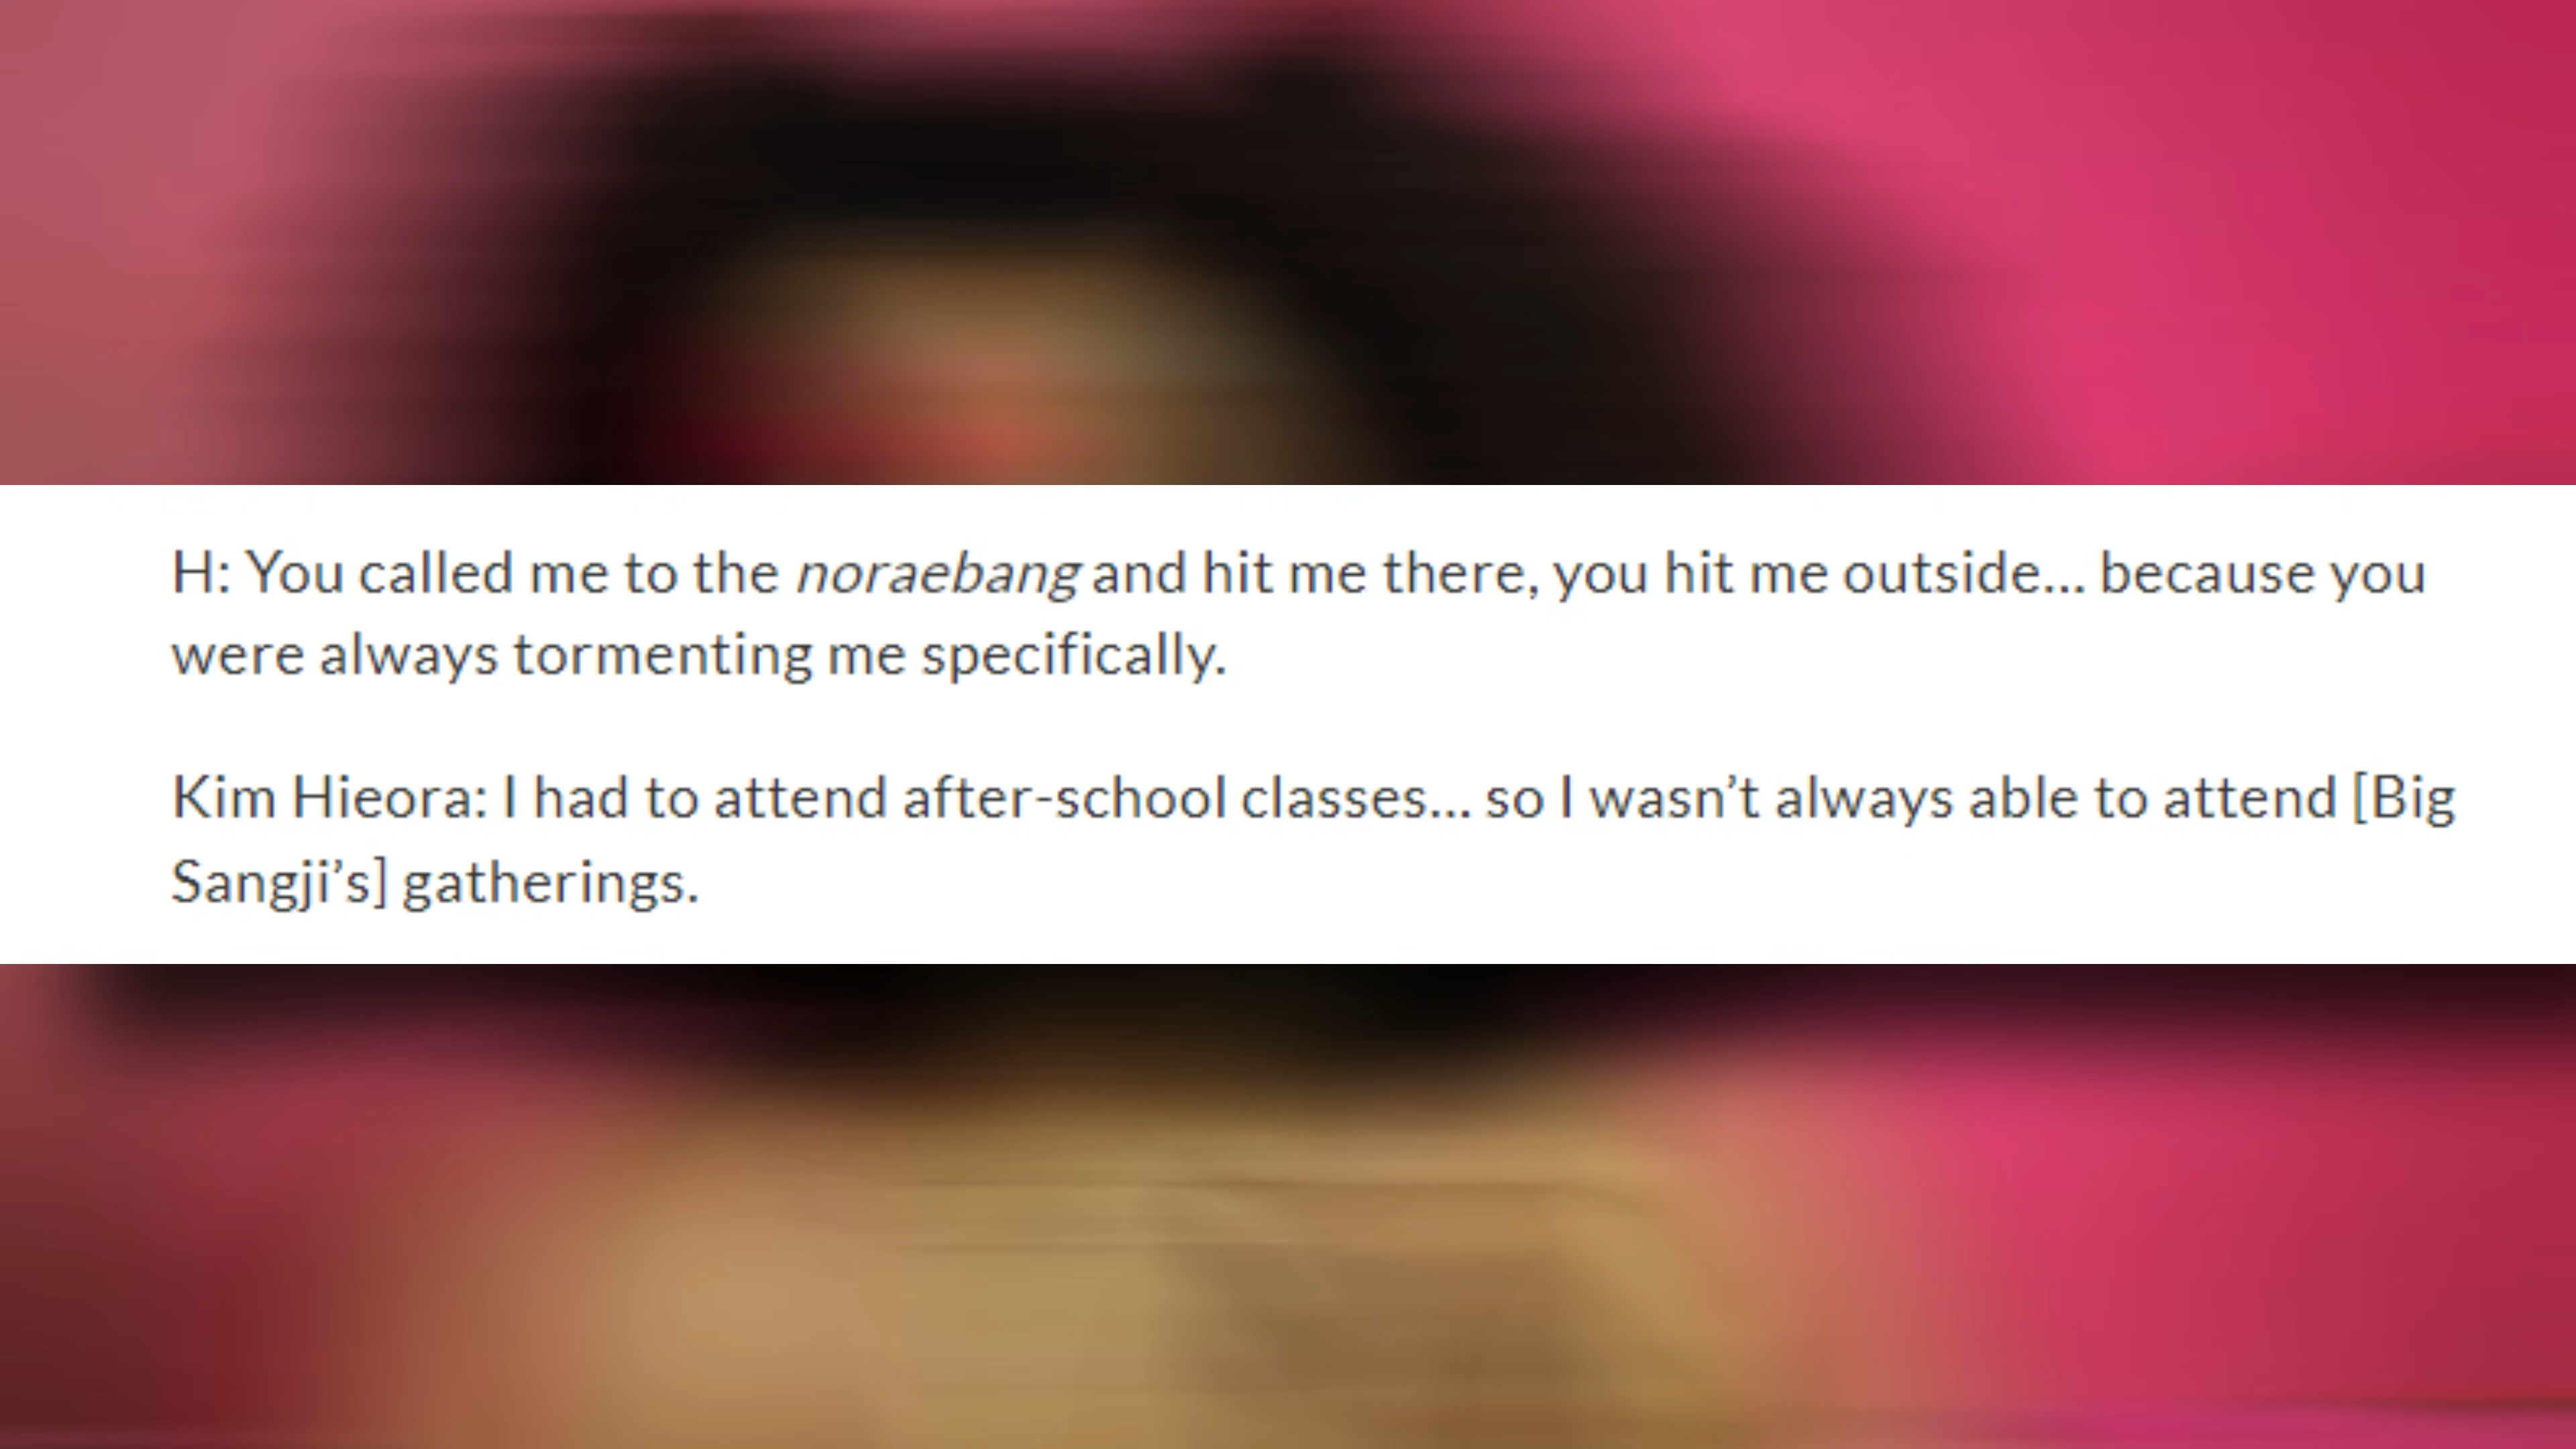 H: You called me to the noraebang and hit me there, you hit me outside… because you
were always tormenting me specifically.
Kim Hieora: I had to attend after-school classes… so I wasn’t always able to attend [Big
Sangji’s] gatherings.